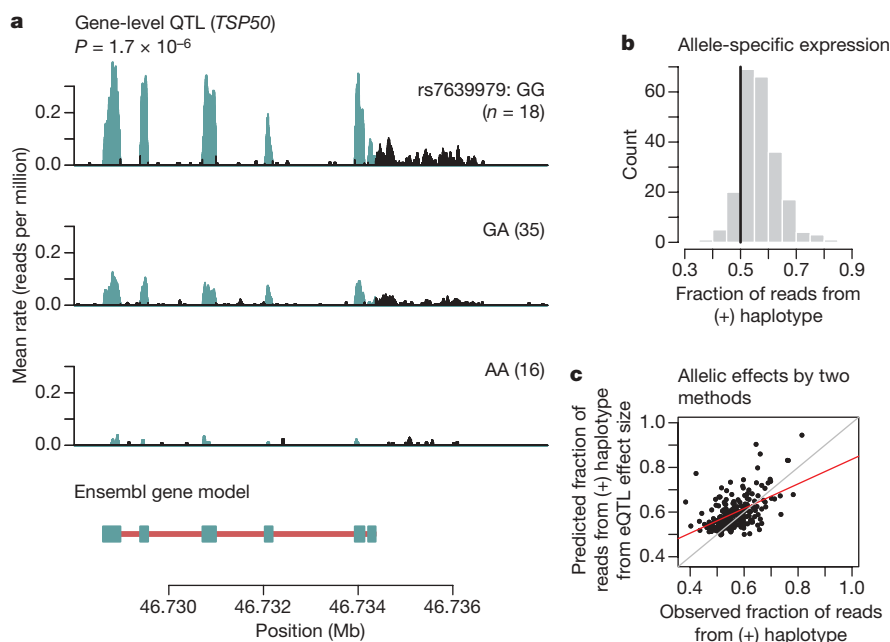 a
Gene-level QTL (TSP50)
P = 1.7 × 10⁻⁶
rs7639979: GG
(n = 18)
0.2
0.0
GA (35)
0.2
0.0
AA (16)
0.2
0.0
Mean rate (reads per million)
Ensembl gene model
46.730 46.732 46.734 46.736
Position (Mb)
b Allele-specific expression
60
40
20
0
Count
0.3 0.5 0.7 0.9
Fraction of reads from
(+) haplotype
c Allelic effects by two
methods
Predicted fraction of
reads from (+) haplotype
from eQTL effect size
1.0
0.8
0.6
0.4
0.4 0.6 0.8 1.0
Observed fraction of reads
from (+) haplotype